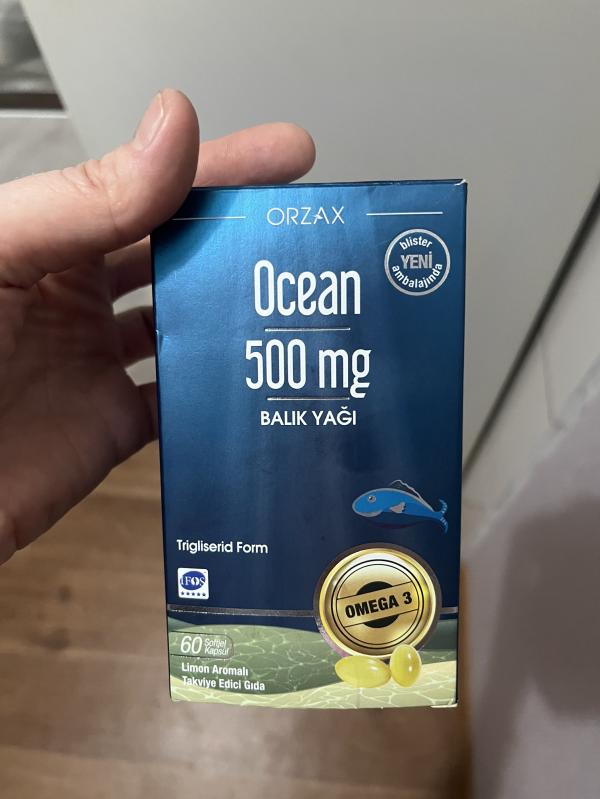 ORZAX
blister
YENİ
ambalajında
Ocean
500 mg
BALIK YAĞI
Trigliserid Form
IFOS
OMEGA 3
60 Softjel
Kapsül
Limon Aromalı
Takviye Edici Gıda